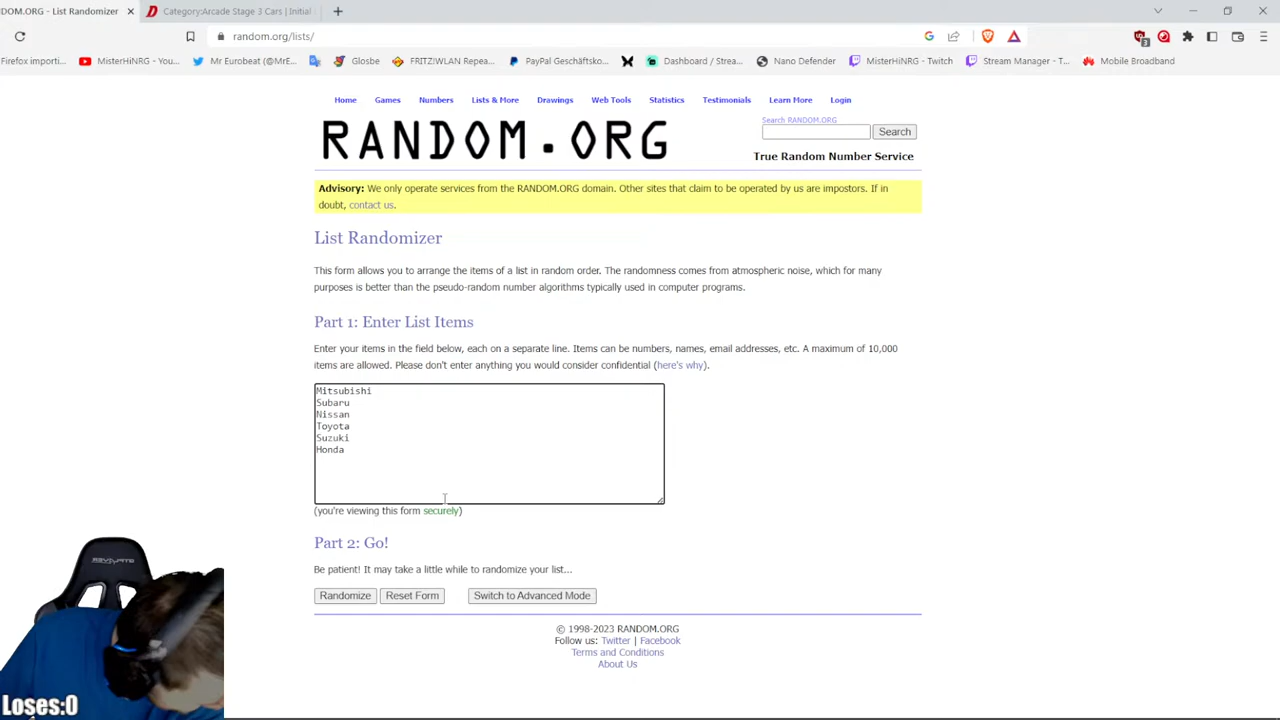 DOM.ORG - List Randomizer
Category:Arcade Stage 3 Cars | Initial
random.org/lists/
3
Firefox importi...
MisterHiNRG - You...
Mr Eurobeat (@MrE...
Glosbe
FRITZ!WLAN Repea...
PayPal Geschäftsko...
Dashboard / Strea...
Nano Defender
MisterHiNRG - Twitch
Stream Manager - T...
Mobile Broadband
Home Games Numbers Lists & More Drawings Web Tools Statistics Testimonials Learn More Login
RANDOM.ORG
Search RANDOM.ORG
Search
True Random Number Service
Advisory: We only operate services from the RANDOM.ORG domain. Other sites that claim to be operated by us are impostors. If in
doubt, contact us.
List Randomizer
This form allows you to arrange the items of a list in random order. The randomness comes from atmospheric noise, which for many
purposes is better than the pseudo-random number algorithms typically used in computer programs.
Part 1: Enter List Items
Enter your items in the field below, each on a separate line. Items can be numbers, names, email addresses, etc. A maximum of 10,000
items are allowed. Please don't enter anything you would consider confidential (here's why).
Mitsubishi
Subaru
Nissan
Toyota
Suzuki
Honda
(you're viewing this form securely)
Part 2: Go!
Be patient! It may take a little while to randomize your list...
Randomize Reset Form Switch to Advanced Mode
© 1998-2023 RANDOM.ORG
Follow us: Twitter | Facebook
Terms and Conditions
About Us
Loses:0